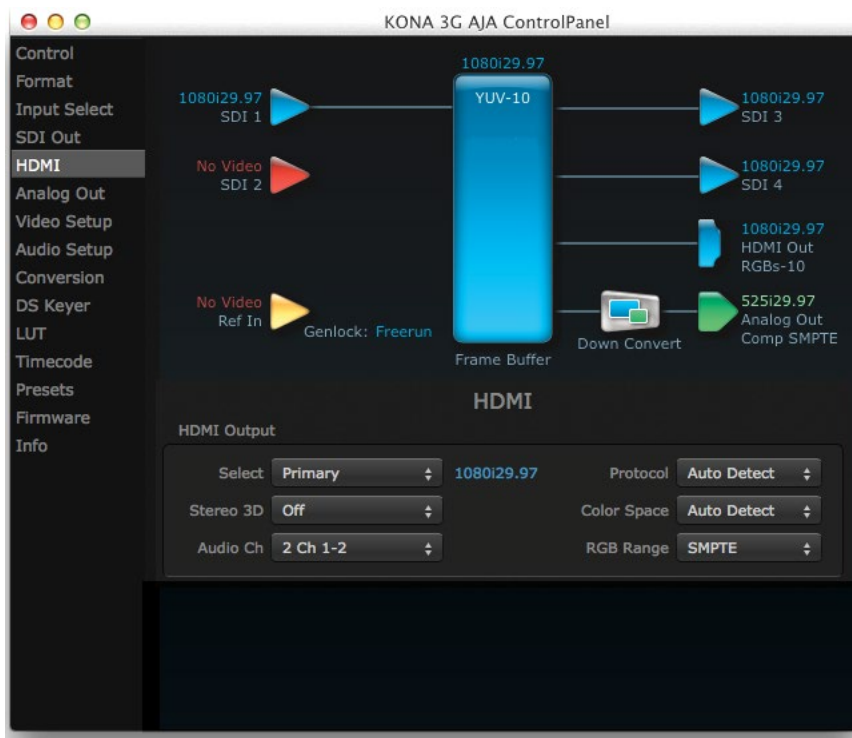 KONA 3G AJA ControlPanel
Control
Format
Input Select
SDI Out
HDMI
Analog Out
Video Setup
Audio Setup
Conversion
DS Keyer
LUT
Timecode
Presets
Firmware
Info
1080i29.97
YUV-10
Frame Buffer
1080i29.97
SDI 1
No Video
SDI 2
No Video
Ref In
Genlock: Freerun
1080i29.97
SDI 3
1080i29.97
SDI 4
1080i29.97
HDMI Out
RGBs-10
Down Convert
525i29.97
Analog Out
Comp SMPTE
HDMI
HDMI Output
Select Primary 1080i29.97 Protocol Auto Detect
Stereo 3D Off Color Space Auto Detect
Audio Ch 2 Ch 1-2 RGB Range SMPTE